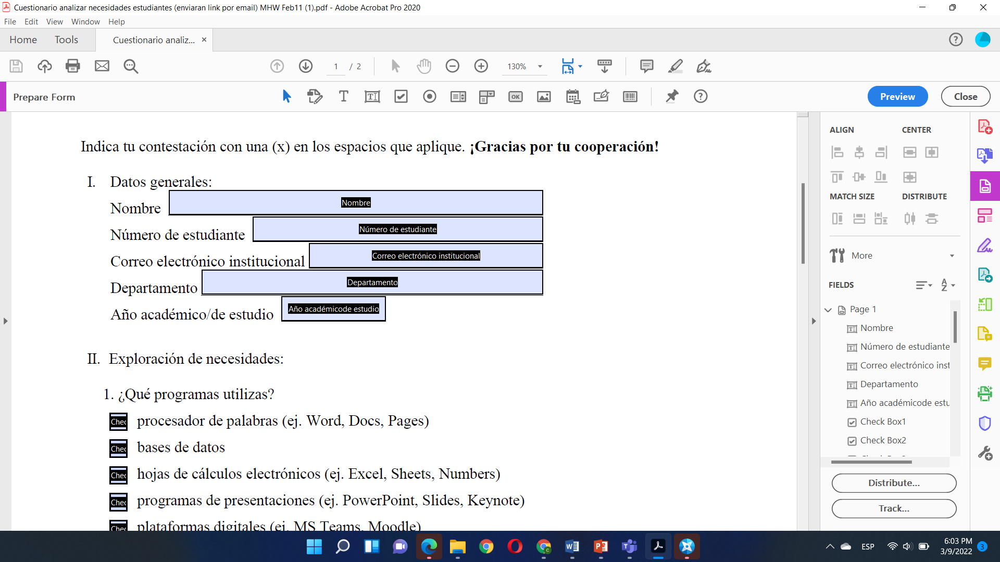 Cuestionario analizar necesidades estudiantes (enviaran link por email) MHW Feb11 (1).pdf - Adobe Acrobat Pro 2020
File Edit View Window Help
Home Tools Cuestionario analiz... ×
1 / 2 130%
Prepare Form OK Preview Close
Indica tu contestación con una (x) en los espacios que aplique. ¡Gracias por tu cooperación!
I. Datos generales:
Nombre Nombre
Número de estudiante Número de estudiante
Correo electrónico institucional Correo electrónico institucional
Departamento Departamento
Año académico/de estudio Año académicode estudio
II. Exploración de necesidades:
1. ¿Qué programas utilizas?
Chec procesador de palabras (ej. Word, Docs, Pages)
Chec bases de datos
Chec hojas de cálculos electrónicos (ej. Excel, Sheets, Numbers)
Chec programas de presentaciones (ej. PowerPoint, Slides, Keynote)
Chec plataformas digitales (ej. MS Teams, Moodle)
ALIGN CENTER
MATCH SIZE DISTRIBUTE
More
FIELDS
Page 1
Nombre
Número de estudiante
Correo electrónico inst
Departamento
Año académicode estu
Check Box1
Check Box2
Distribute...
Track...
ESP 6:03 PM
3/9/2022 3